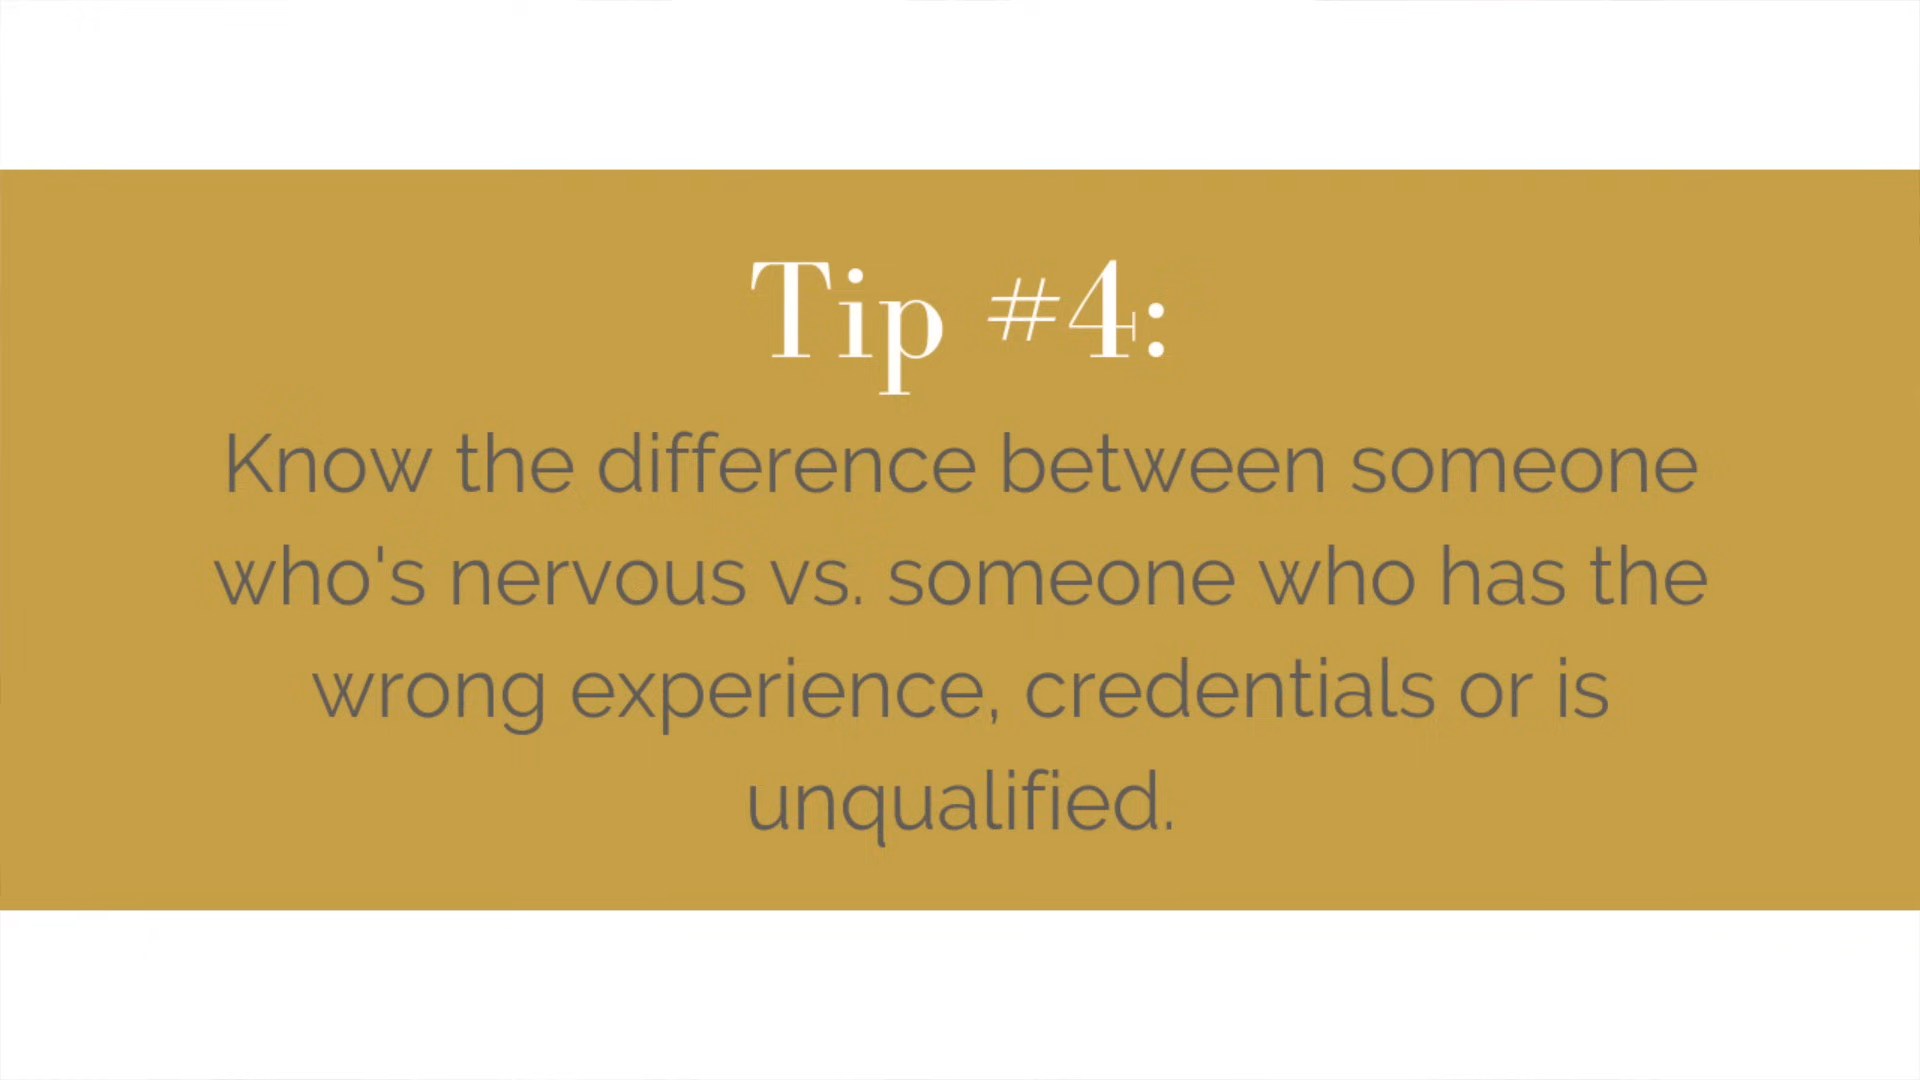 Tip #4:
Know the difference between someone
who's nervous vs. someone who has the
wrong experience, credentials or is
unqualified.